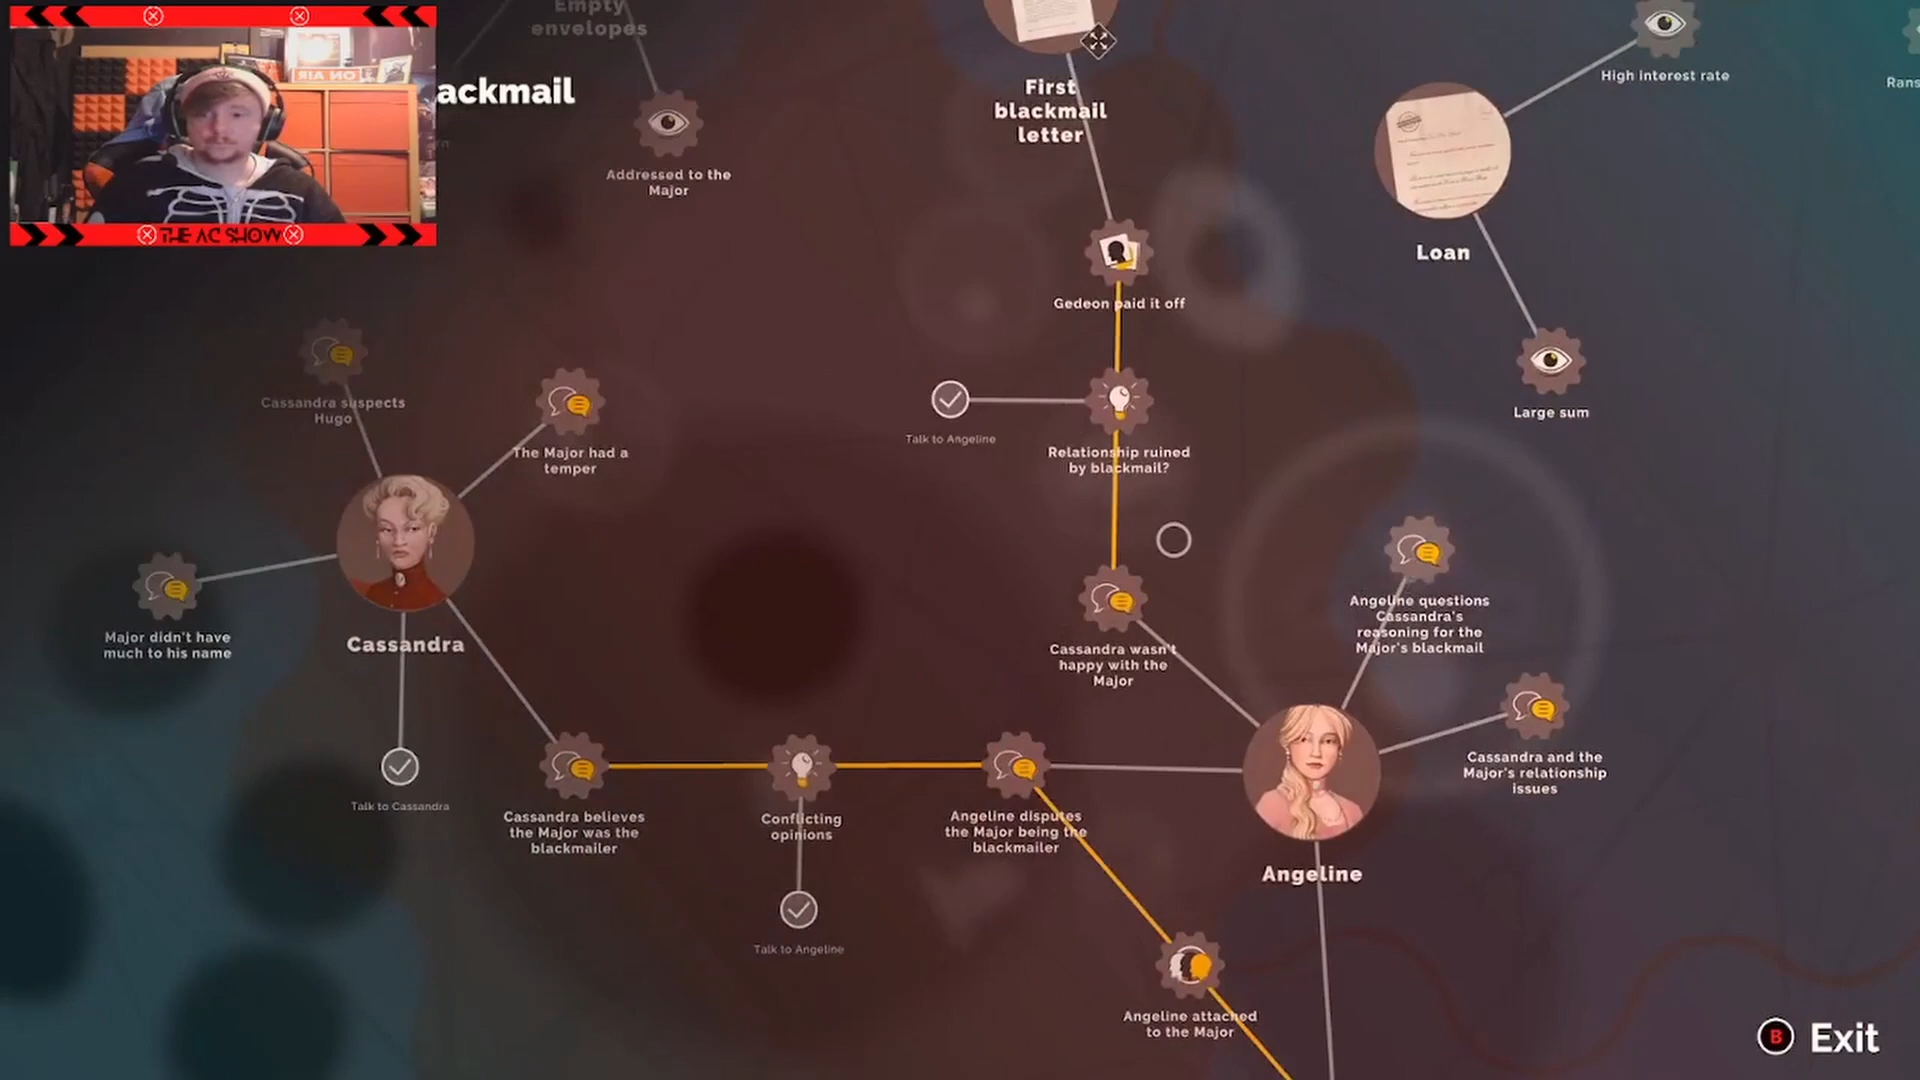 Empty
envelopes
ackmail
ON AIR
THE AC SHOW
Addressed to the
Major
First
blackmail
letter
High interest rate
Rans
Loan
Gedeon paid it off
Large sum
Cassandra suspects
Hugo
The Major had a
temper
Talk to Angeline
Relationship ruined
by blackmail?
Major didn't have
much to his name
Cassandra
Cassandra wasn't
happy with the
Major
Angeline questions
Cassandra's
reasoning for the
Major's blackmail
Talk to Cassandra
Cassandra believes
the Major was the
blackmailer
Conflicting
opinions
Angeline disputes
the Major being the
blackmailer
Cassandra and the
Major's relationship
issues
Angeline
Talk to Angeline
Angeline attached
to the Major
B Exit